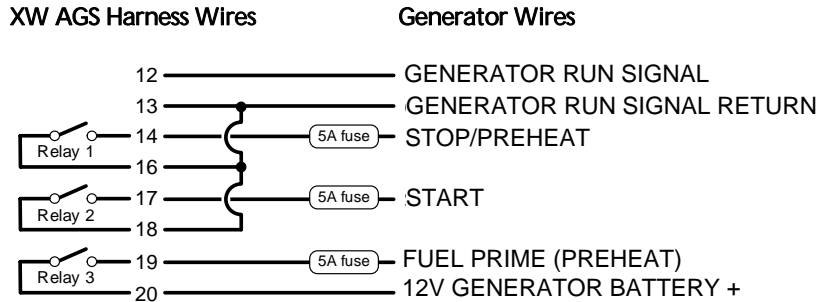 XW AGS Harness Wires Generator Wires
12 GENERATOR RUN SIGNAL
13 GENERATOR RUN SIGNAL RETURN
14 5A fuse STOP/PREHEAT
Relay 1
16
17 5A fuse START
Relay 2
18
19 5A fuse FUEL PRIME (PREHEAT)
Relay 3
20 12V GENERATOR BATTERY +